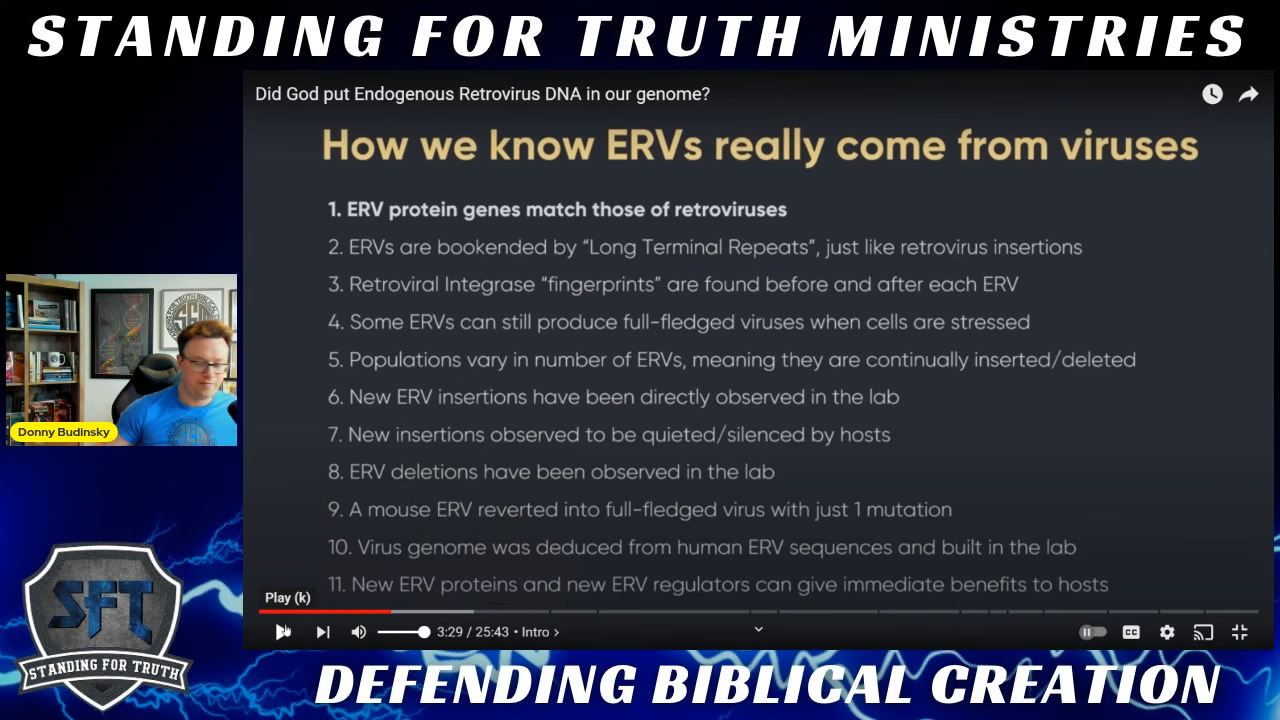 STANDING FOR TRUTH MINISTRIES
Did God put Endogenous Retrovirus DNA in our genome?
How we know ERVs really come from viruses
1. ERV protein genes match those of retroviruses
2. ERVs are bookended by “Long Terminal Repeats”, just like retrovirus insertions
3. Retroviral Integrase “fingerprints” are found before and after each ERV
4. Some ERVs can still produce full-fledged viruses when cells are stressed
5. Populations vary in number of ERVs, meaning they are continually inserted/deleted
6. New ERV insertions have been directly observed in the lab
7. New insertions observed to be quieted/silenced by hosts
8. ERV deletions have been observed in the lab
9. A mouse ERV reverted into full-fledged virus with just 1 mutation
10. Virus genome was deduced from human ERV sequences and built in the lab
11. New ERV proteins and new ERV regulators can give immediate benefits to hosts
Play (k)
3:29 / 25:43 • Intro >
CC
Donny Budinsky
SFT
STANDING FOR TRUTH
DEFENDING BIBLICAL CREATION